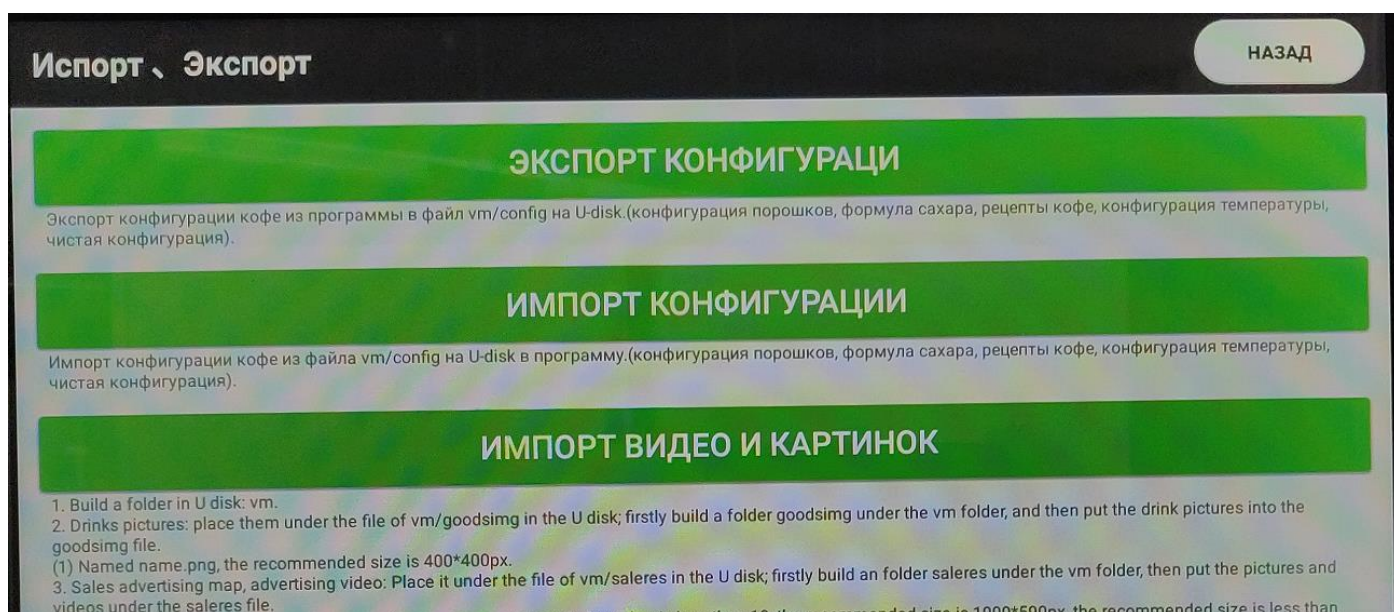 Испорт、Экспорт
НАЗАД
ЭКСПОРТ КОНФИГУРАЦИ
Экспорт конфигурации кофе из программы в файл vm/config на U-disk.(конфигурация порошков, формула сахара, рецепты кофе, конфигурация температуры,
чистая конфигурация).
ИМПОРТ КОНФИГУРАЦИИ
Импорт конфигурации кофе из файла vm/config на U-disk в программу.(конфигурация порошков, формула сахара, рецепты кофе, конфигурация температуры,
чистая конфигурация).
ИМПОРТ ВИДЕО И КАРТИНОК
1. Build a folder in U disk: vm.
2. Drinks pictures: place them under the file of vm/goodsimg in the U disk; firstly build a folder goodsimg under the vm folder, and then put the drink pictures into the
goodsimg file.
(1) Named name.png, the recommended size is 400*400px.
3. Sales advertising map, advertising video: Place it under the file of vm/saleres in the U disk; firstly build an folder saleres under the vm folder, then put the pictures and
videos under the saleres file.
the recommended size is less than